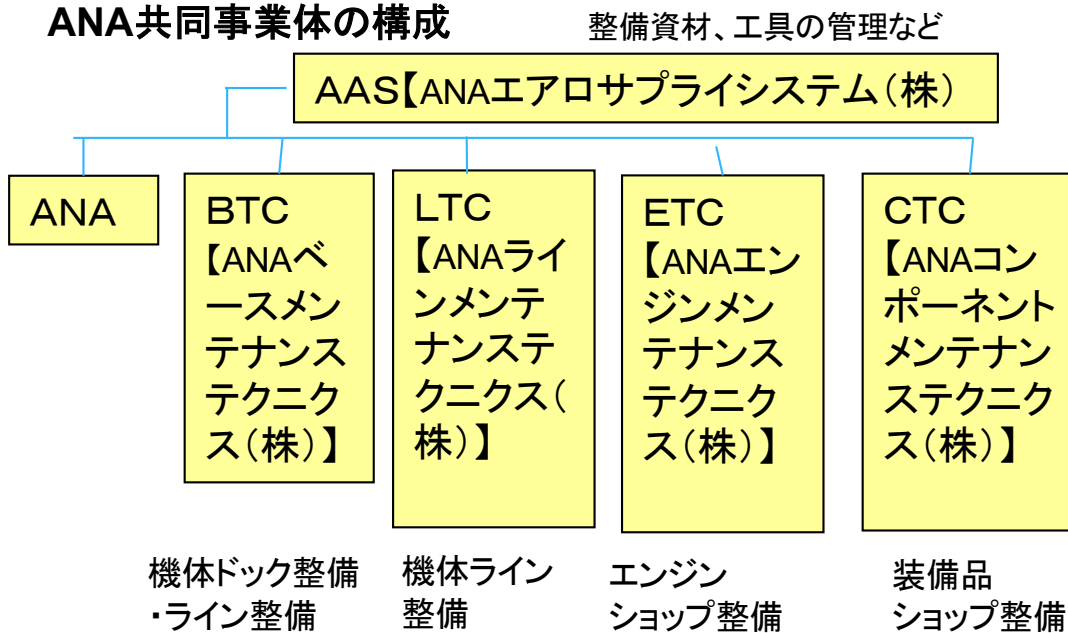 ANA共同事業体の構成
整備資材、工具の管理など
AAS【ANAエアロサプライシステム（株）
ANA
BTC
【ANAベ
ースメン
テナンス
テクニク
ス（株）】
LTC
【ANAライ
ンメンテ
ナンステ
クニクス（
株）】
ETC
【ANAエン
ジンメン
テナンス
テクニク
ス（株）】
CTC
【ANAコン
ポーネント
メンテナン
ステクニク
ス（株）】
機体ドック整備
・ライン整備
機体ライン
整備
エンジン
ショップ整備
装備品
ショップ整備